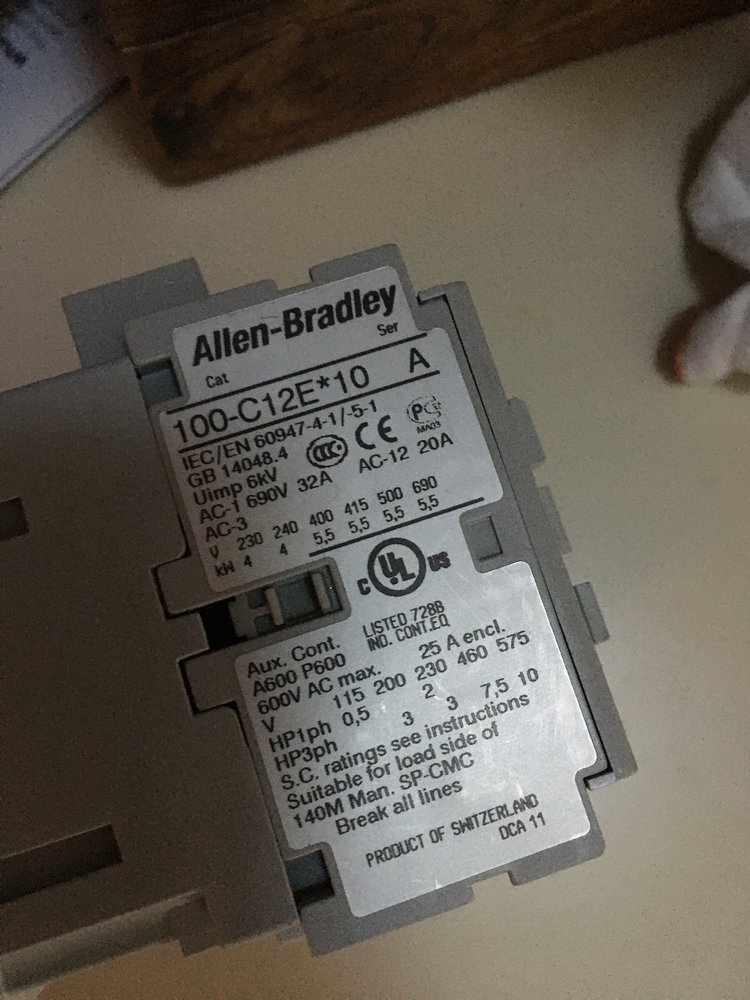 Allen-Bradley
Cat Ser
100-C12E*10 A
IEC/EN 60947-4-1/-5-1
GB 14048.4
Uimp 6kV CCC CE PC
MA03
AC-1 690V 32A AC-12 20A
AC-3
V 230 240 400 415 500 690
kW 4 4 5,5 5,5 5,5 5,5
C UL US
LISTED 728B
IND. CONT.EQ
Aux. Cont.
A600 P600
600V AC max. 25 A encl.
V 115 200 230 460 575
HP1ph 0,5 2
HP3ph 3 3 7,5 10
S.C. ratings see instructions
Suitable for load side of
140M Man. SP-CMC
Break all lines
PRODUCT OF SWITZERLAND
DCA 11